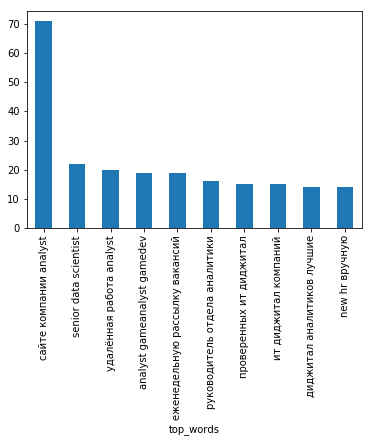 70
60
50
40
30
20
10
0
сайте компании analyst
senior data scientist
удалённая работа analyst
analyst gameanalyst gamedev
еженедельную рассылку вакансий
руководитель отдела аналитики
проверенных ит диджитал
ит диджитал компаний
диджитал аналитиков лучшие
new hr вручную
top_words